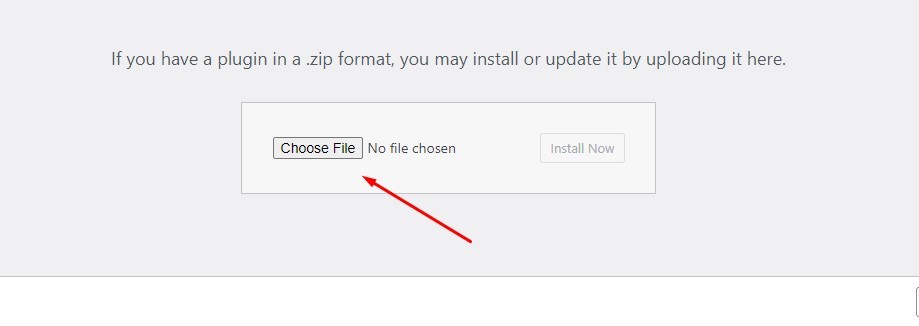 If you have a plugin in a .zip format, you may install or update it by uploading it here.
Choose File No file chosen Install Now